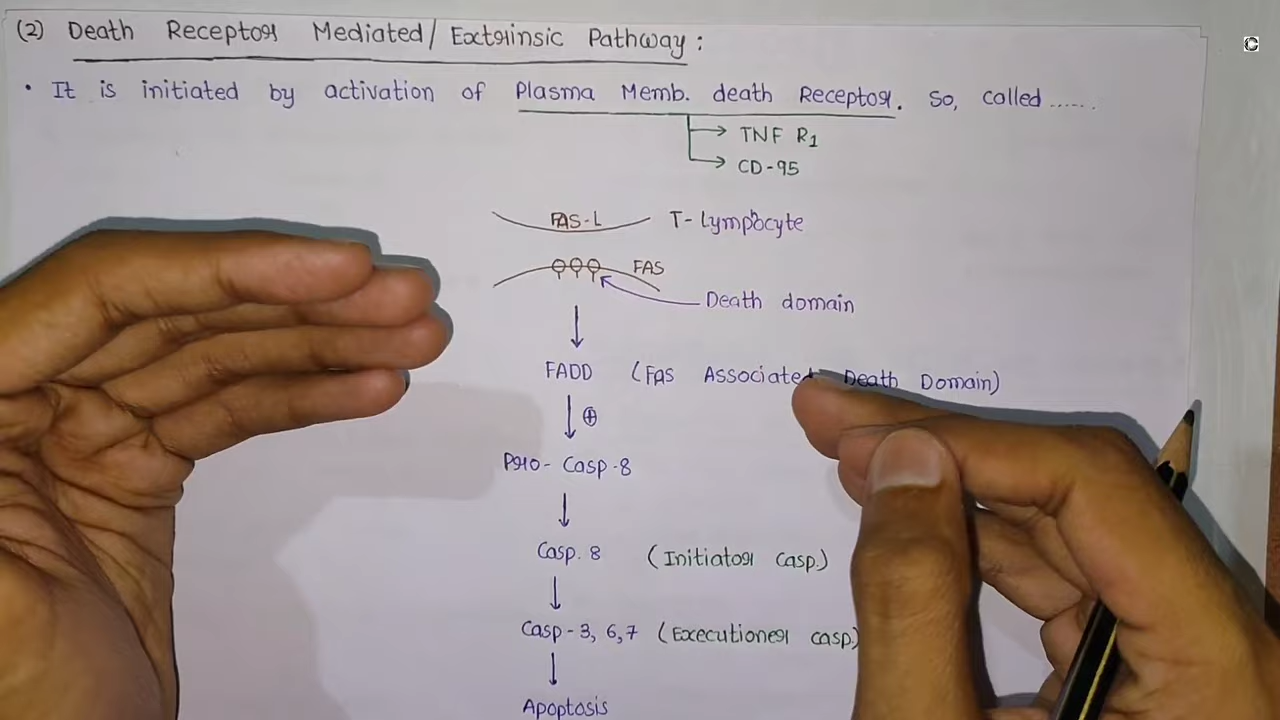 (2) Death Receptor Mediated/Extrinsic Pathway:
• It is initiated by activation of Plasma Memb. death Receptor. So, called......
TNF R1
CD-95
FAS-L T-Lymphocyte
FAS
Death domain
FADD (Fas Associated Death Domain)
+
Pro-Casp-8
Casp. 8 (Initiator Casp.)
Casp-3, 6, 7 (Executioner casp)
Apoptosis
C